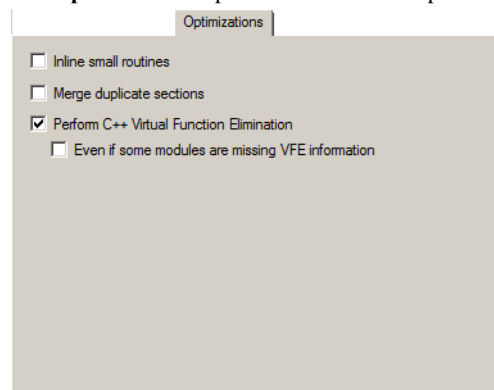 Optimizations
Inline small routines
Merge duplicate sections
Perform C++ Virtual Function Elimination
Even if some modules are missing VFE information